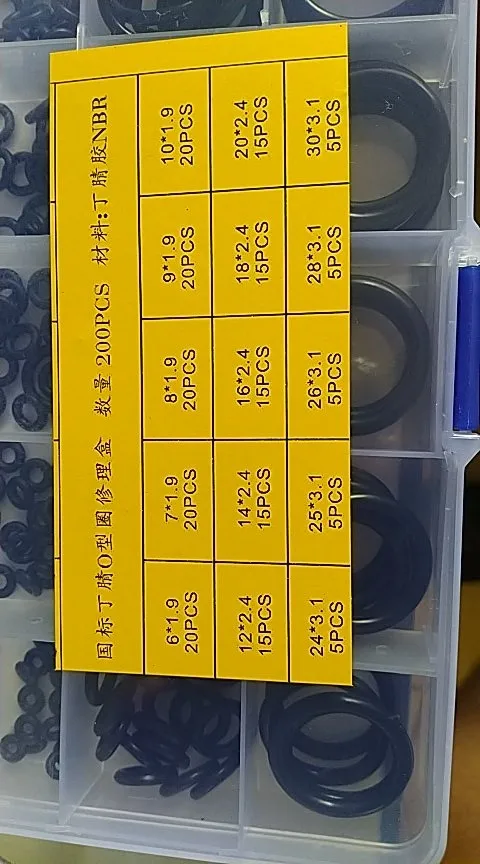 国标丁腈O型圈修理盒 数量200PCS 材料:丁腈胶NBR
6*1.9 7*1.9 8*1.9 9*1.9 10*1.9
20PCS 20PCS 20PCS 20PCS 20PCS
12*2.4 14*2.4 16*2.4 18*2.4 20*2.4
15PCS 15PCS 15PCS 15PCS 15PCS
24*3.1 25*3.1 26*3.1 28*3.1 30*3.1
5PCS 5PCS 5PCS 5PCS 5PCS